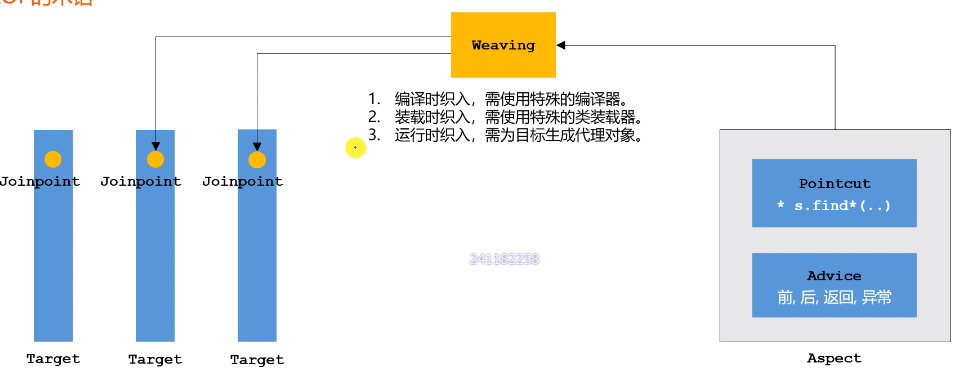 的术语
Weaving
1. 编译时织入，需使用特殊的编译器。
2. 装载时织入，需使用特殊的类装载器。
3. 运行时织入，需为目标生成代理对象。
Joinpoint Joinpoint Joinpoint
Pointcut
* s.find*(..)
241182258
Advice
前, 后, 返回, 异常
Target Target Target
Aspect